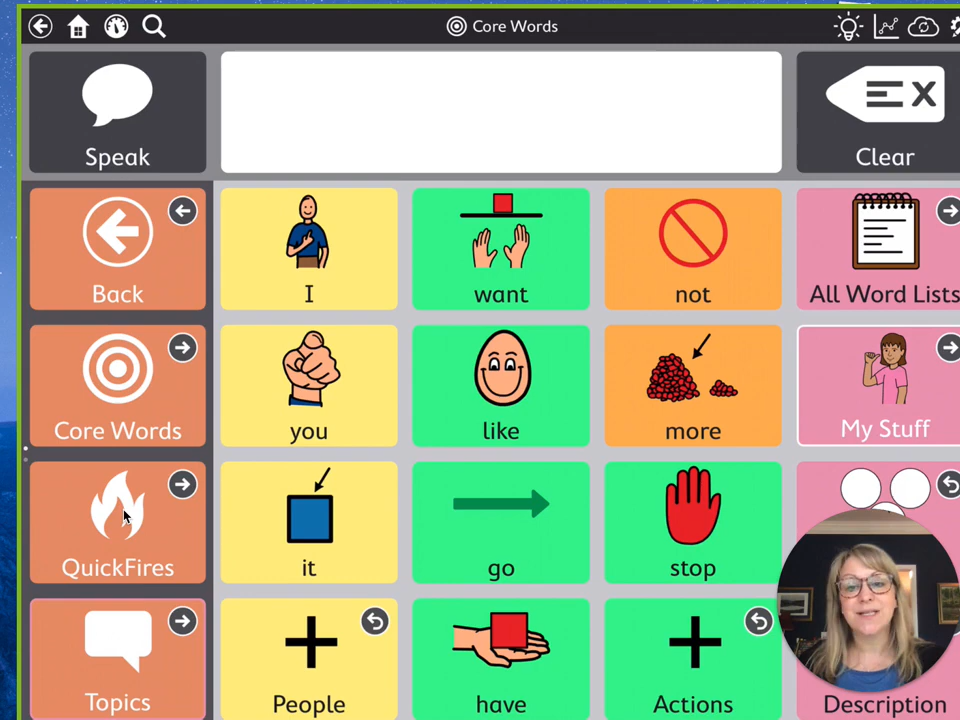 Core Words
Speak
Clear
Back
I
want
not
All Word Lists
Core Words
you
like
more
My Stuff
QuickFires
it
go
stop
Topics
People
have
Actions
Description